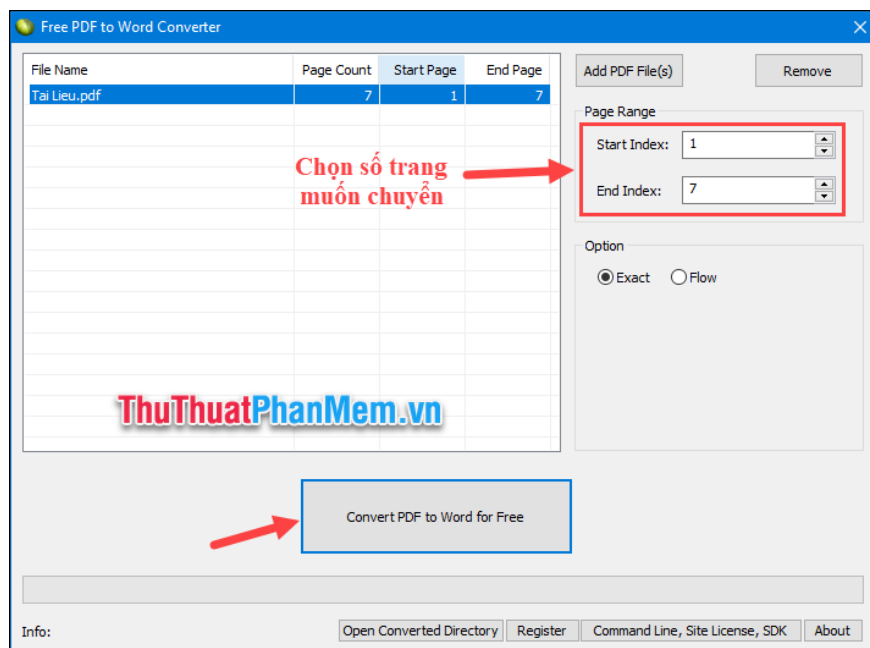 Free PDF to Word Converter
File Name Page Count Start Page End Page
Tai Lieu.pdf 7 1 7
Add PDF File(s) Remove
Page Range
Start Index: 1
End Index: 7
Chọn số trang
muốn chuyển
Option
Exact Flow
ThuThuatPhanMem.vn
Convert PDF to Word for Free
Info: Open Converted Directory Register Command Line, Site License, SDK About